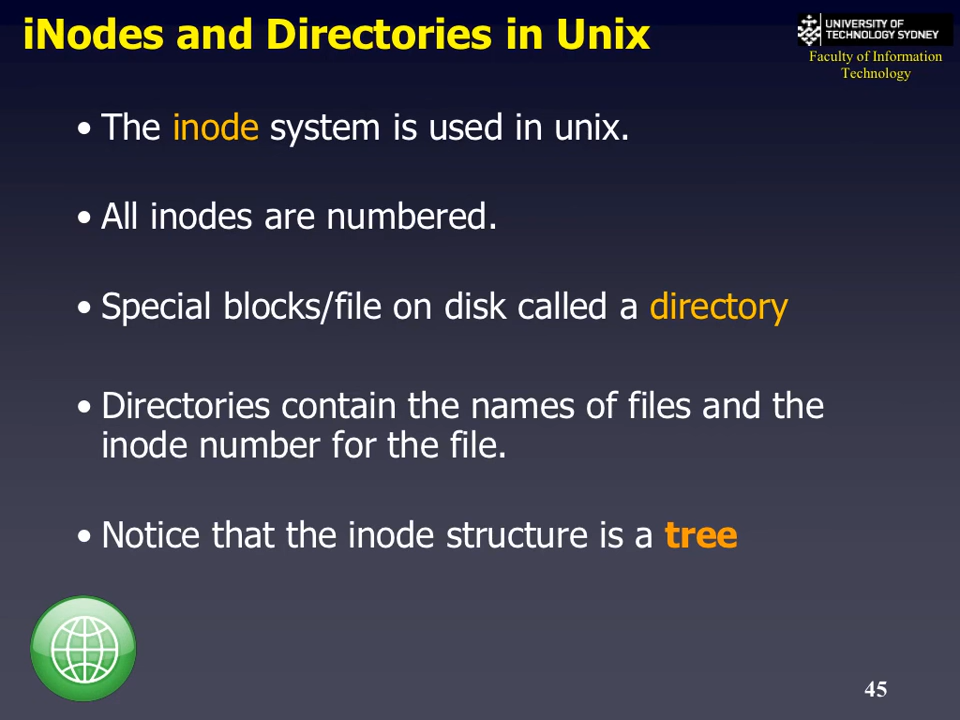 iNodes and Directories in Unix
UNIVERSITY OF
TECHNOLOGY SYDNEY
Faculty of Information
Technology
• The inode system is used in unix.
• All inodes are numbered.
• Special blocks/file on disk called a directory
• Directories contain the names of files and the
inode number for the file.
• Notice that the inode structure is a tree
45